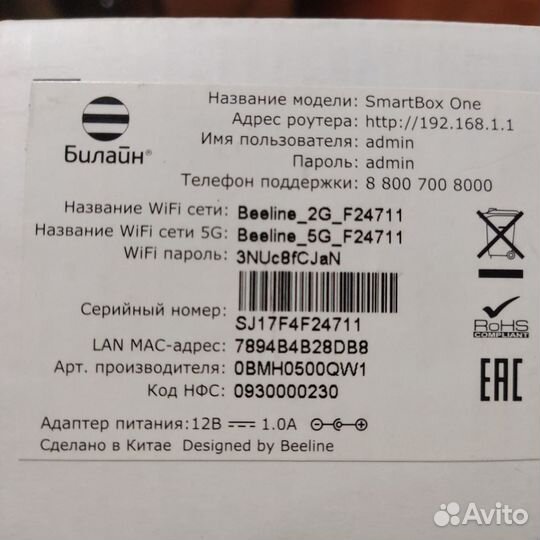 Билайн®
Название модели: SmartBox One
Адрес роутера: http://192.168.1.1
Имя пользователя: admin
Пароль: admin
Телефон поддержки: 8 800 700 8000
Название WiFi сети: Beeline_2G_F24711
Название WiFi сети 5G: Beeline_5G_F24711
WiFi пароль: 3NUc8fCJaN
Серийный номер:
SJ17F4F24711
LAN MAC-адрес: 7894B4B28DB8
Арт. производителя: 0BMH0500QW1
Код НФС: 0930000230
RoHS
COMPLIANT
EAC
Адаптер питания: 12В 1.0A
Сделано в Китае Designed by Beeline
Avito